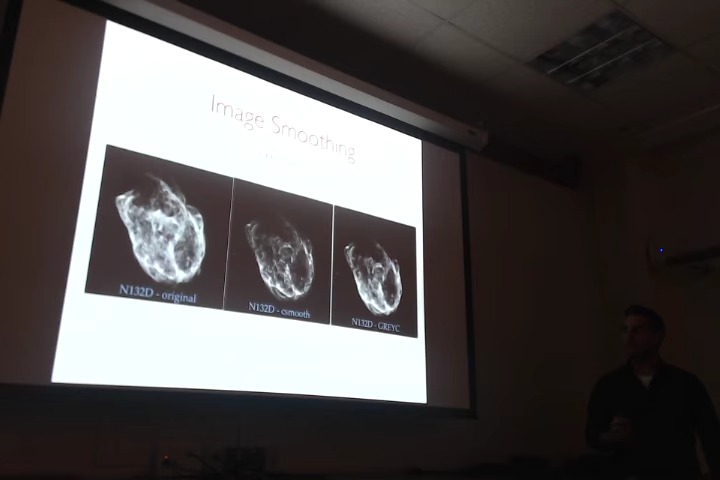 Image Smoothing
N132D - original
N132D - csmooth
N132D - GREYC